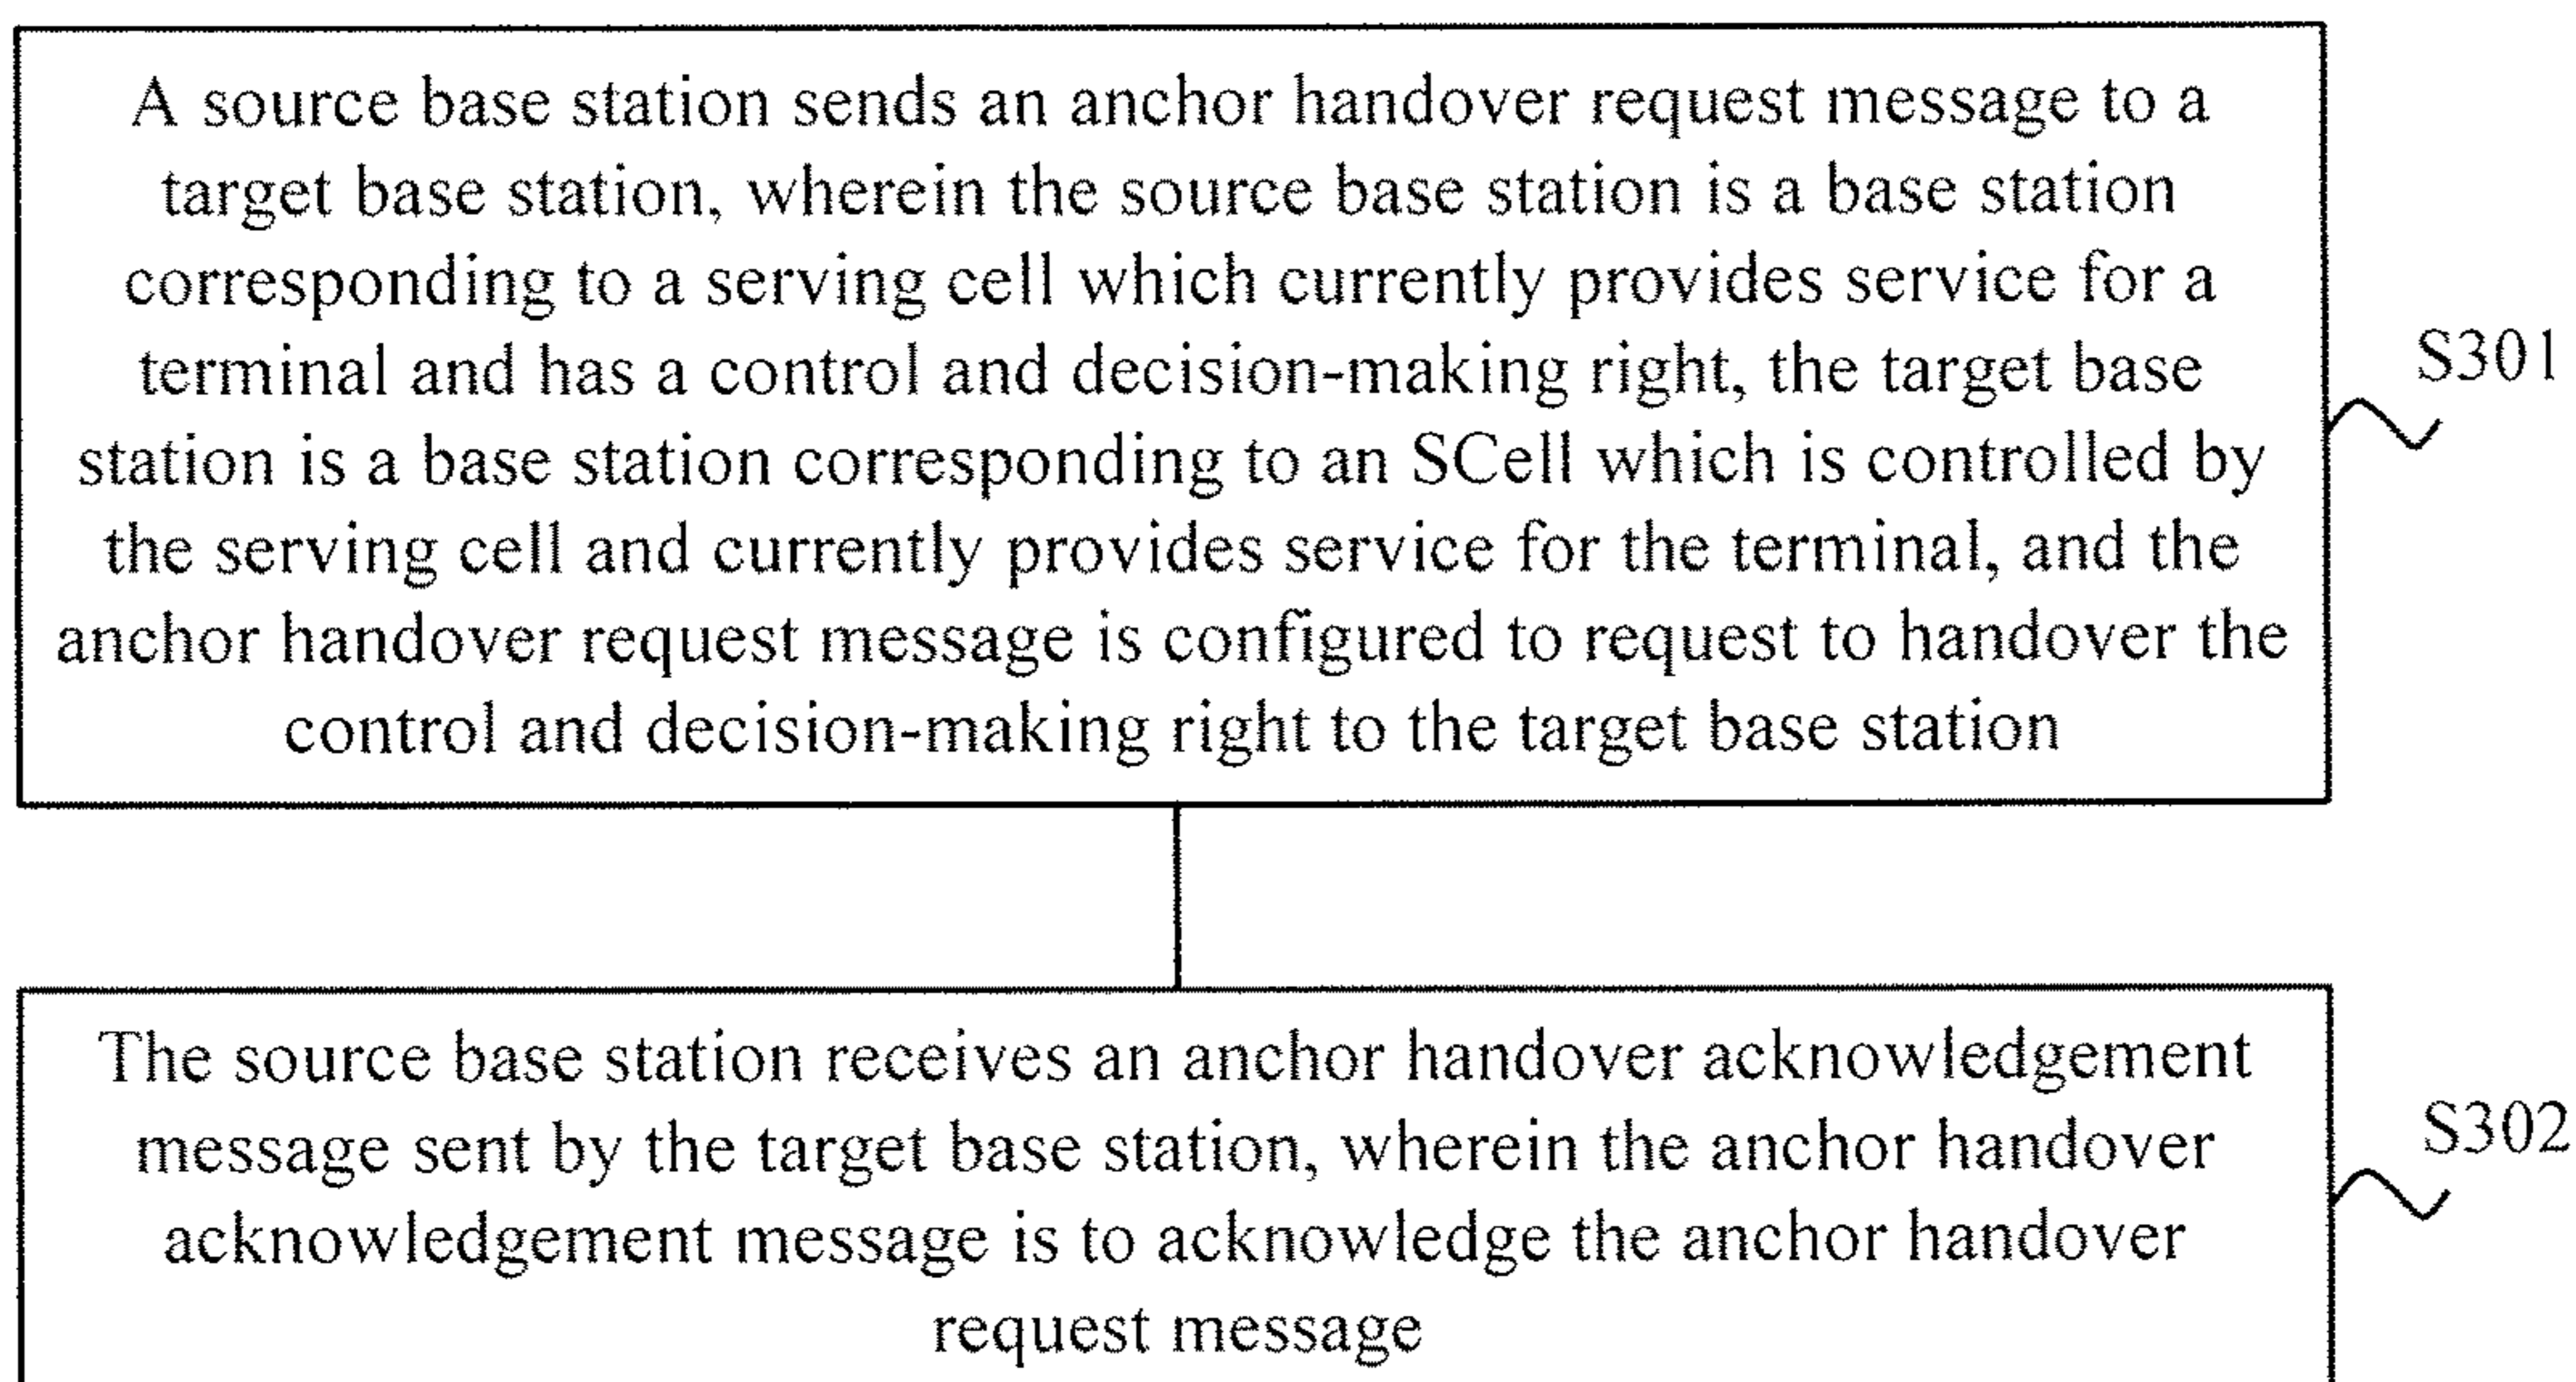 A source base station sends an anchor handover request message to a
target base station, wherein the source base station is a base station
corresponding to a serving cell which currently provides service for a
terminal and has a control and decision-making right, the target base
station is a base station corresponding to an SCell which is controlled by
the serving cell and currently provides service for the terminal, and the
anchor handover request message is configured to request to handover the
control and decision-making right to the target base station
S301
The source base station receives an anchor handover acknowledgement
message sent by the target base station, wherein the anchor handover
acknowledgement message is to acknowledge the anchor handover
request message
S302